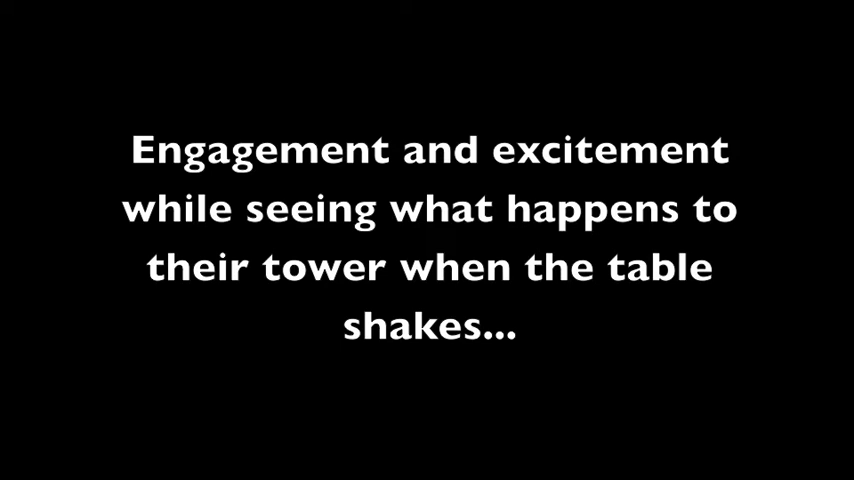 Engagement and excitement
while seeing what happens to
their tower when the table
shakes...